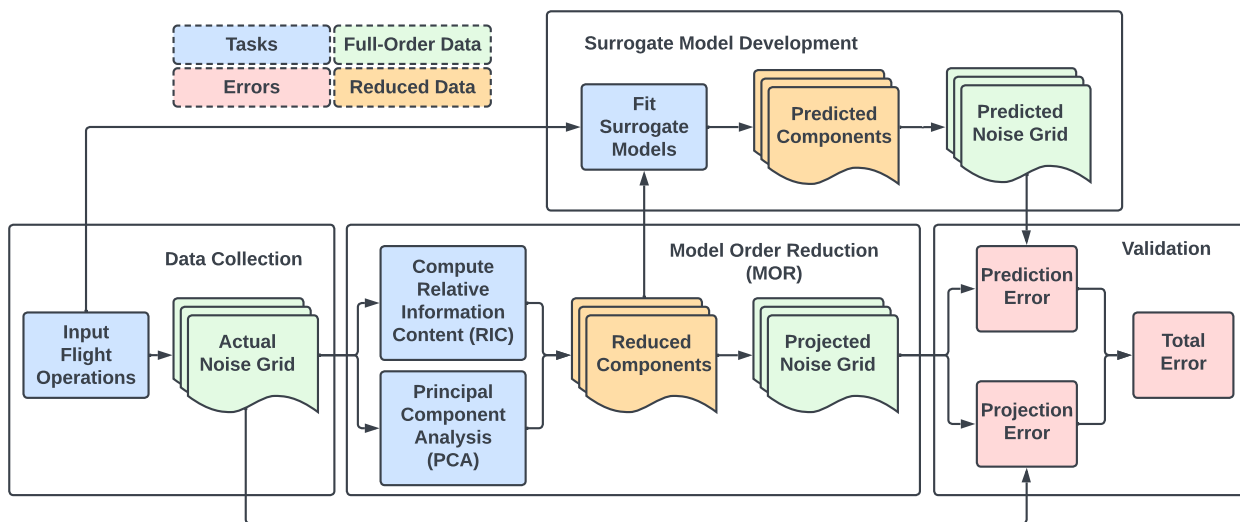 Tasks
Full-Order Data
Errors
Reduced Data
Surrogate Model Development
Fit
Surrogate
Models
Predicted
Components
Predicted
Noise Grid
Data Collection
Input
Flight
Operations
Actual
Noise Grid
Model Order Reduction
(MOR)
Compute
Relative
Information
Content (RIC)
Principal
Component
Analysis
(PCA)
Reduced
Components
Projected
Noise Grid
Validation
Prediction
Error
Projection
Error
Total
Error